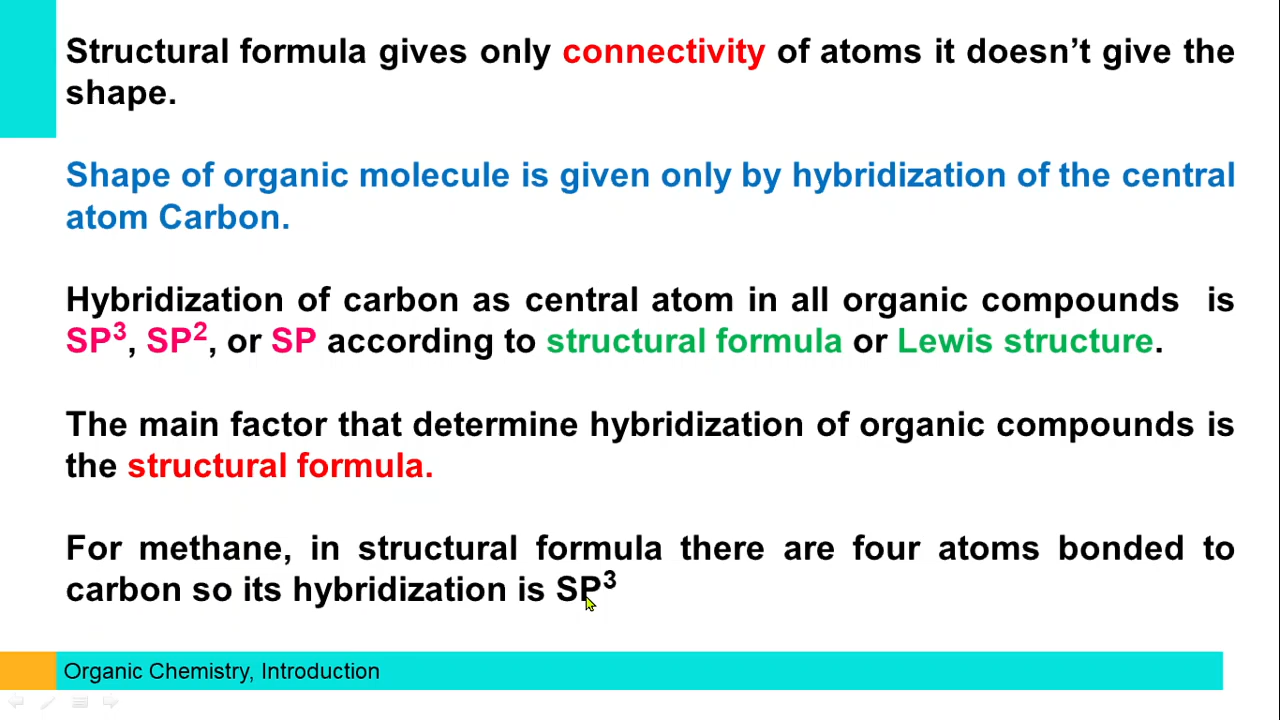 Structural formula gives only connectivity of atoms it doesn’t give the
shape.
Shape of organic molecule is given only by hybridization of the central
atom Carbon.
Hybridization of carbon as central atom in all organic compounds is
SP³, SP², or SP according to structural formula or Lewis structure.
The main factor that determine hybridization of organic compounds is
the structural formula.
For methane, in structural formula there are four atoms bonded to
carbon so its hybridization is SP³
Organic Chemistry, Introduction